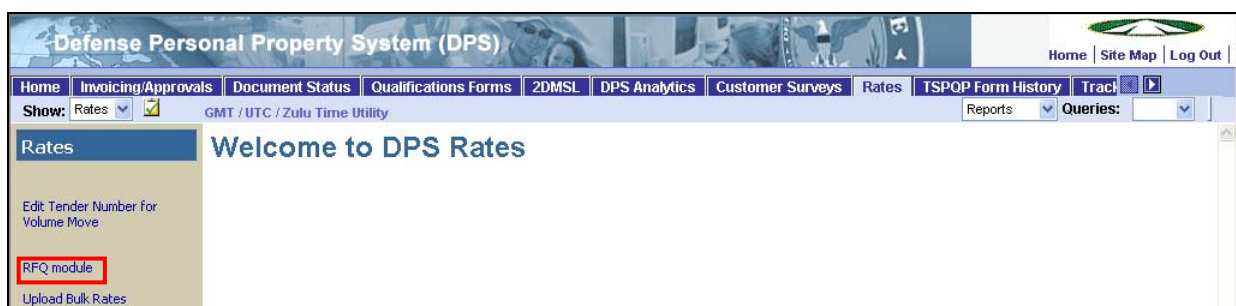 Defense Personal Property System (DPS)
Home | Site Map | Log Out |
Home Invoicing/Approvals Document Status Qualifications Forms 2DMSL DPS Analytics Customer Surveys Rates TSPQP Form History Track
Show: Rates GMT / UTC / Zulu Time Utility Reports Queries:
Rates
Welcome to DPS Rates
Edit Tender Number for
Volume Move
RFQ module
Upload Bulk Rates